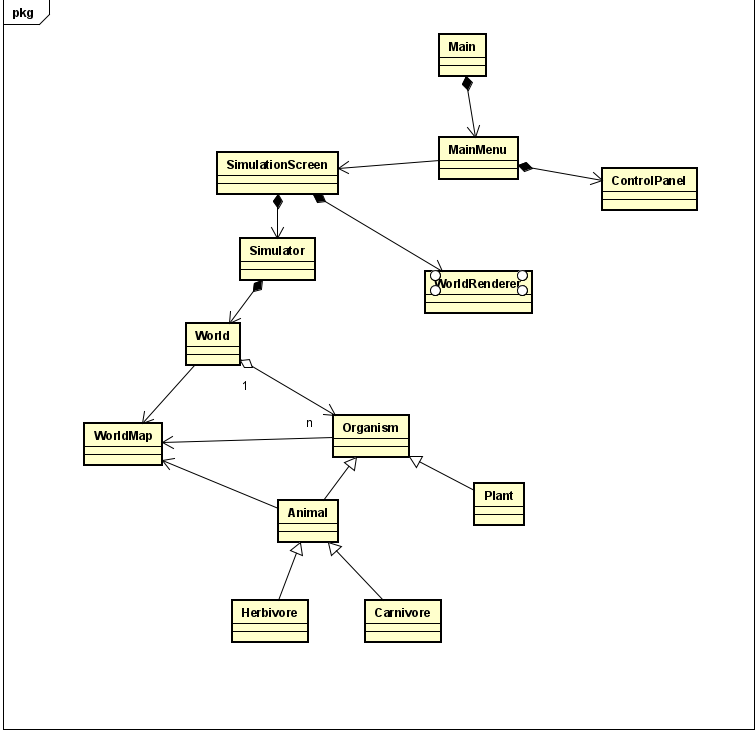 pkg
Main
MainMenu
SimulationScreen
ControlPanel
Simulator
WorldRenderer
World
1
n
Organism
WorldMap
Plant
Animal
Herbivore
Carnivore